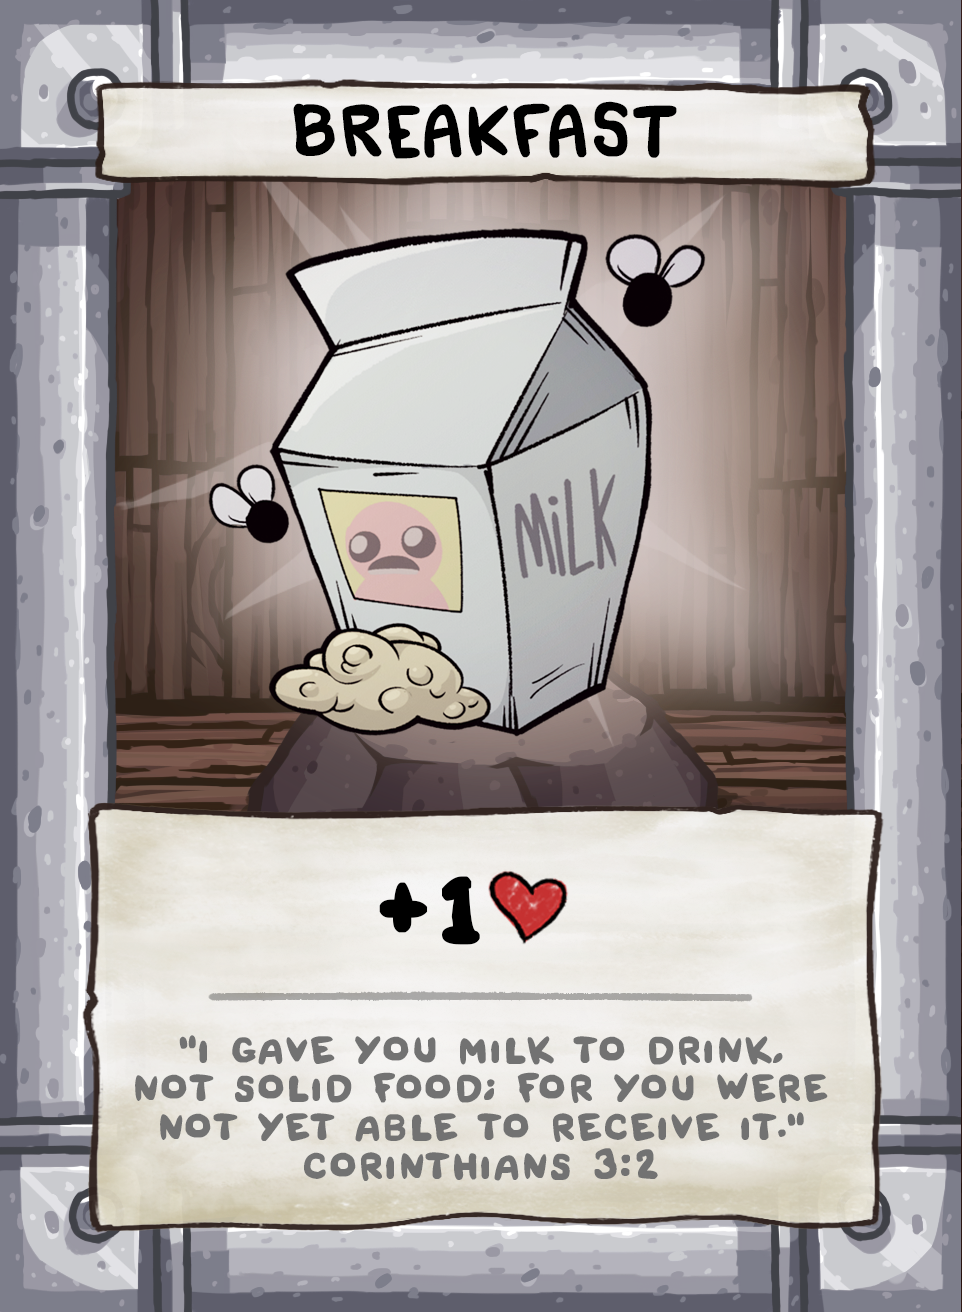 BREAKFAST
MiLK
+1
"I GAVE YOU MILK TO DRINK,
NOT SOLID FOOD; FOR YOU WERE
NOT YET ABLE TO RECEIVE IT."
CORINTHIANS 3:2